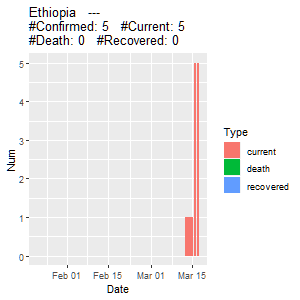 Ethiopia   ---
#Confirmed: 5   #Current: 5
#Death: 0   #Recovered: 0
5
4
3
2
1
0
Num
Feb 01
Feb 15
Mar 01
Mar 15
Date
Type
current
death
recovered